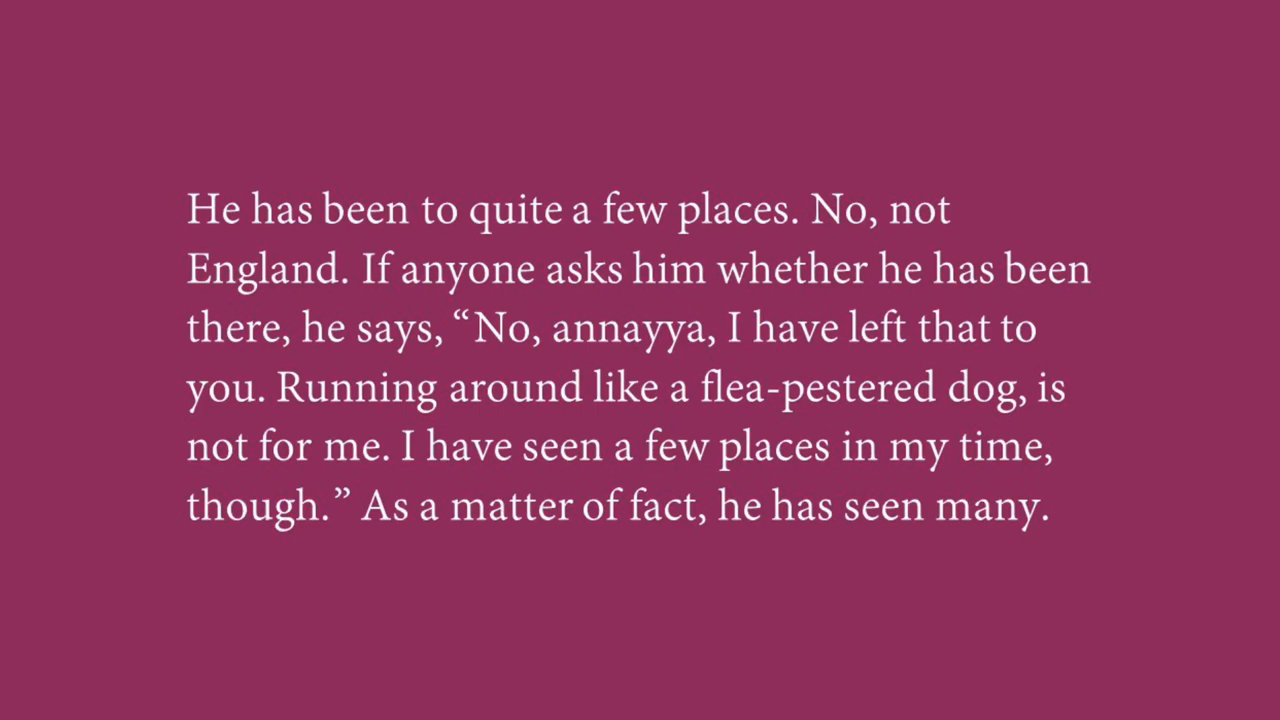 He has been to quite a few places. No, not
England. If anyone asks him whether he has been
there, he says, “No, annayya, I have left that to
you. Running around like a flea-pestered dog, is
not for me. I have seen a few places in my time,
though.” As a matter of fact, he has seen many.